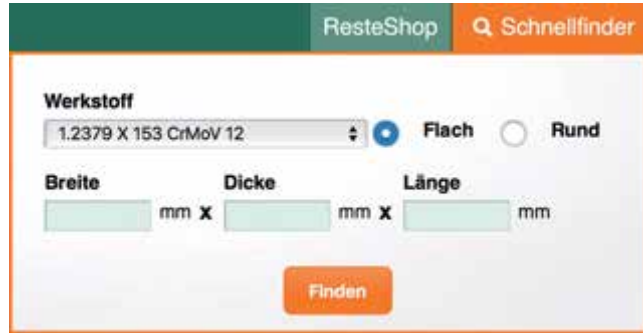 ResteShop Schnellfinder
Werkstoff
1.2379 X 153 CrMoV 12 Flach Rund
Breite Dicke Länge
mm x mm x mm
Finden